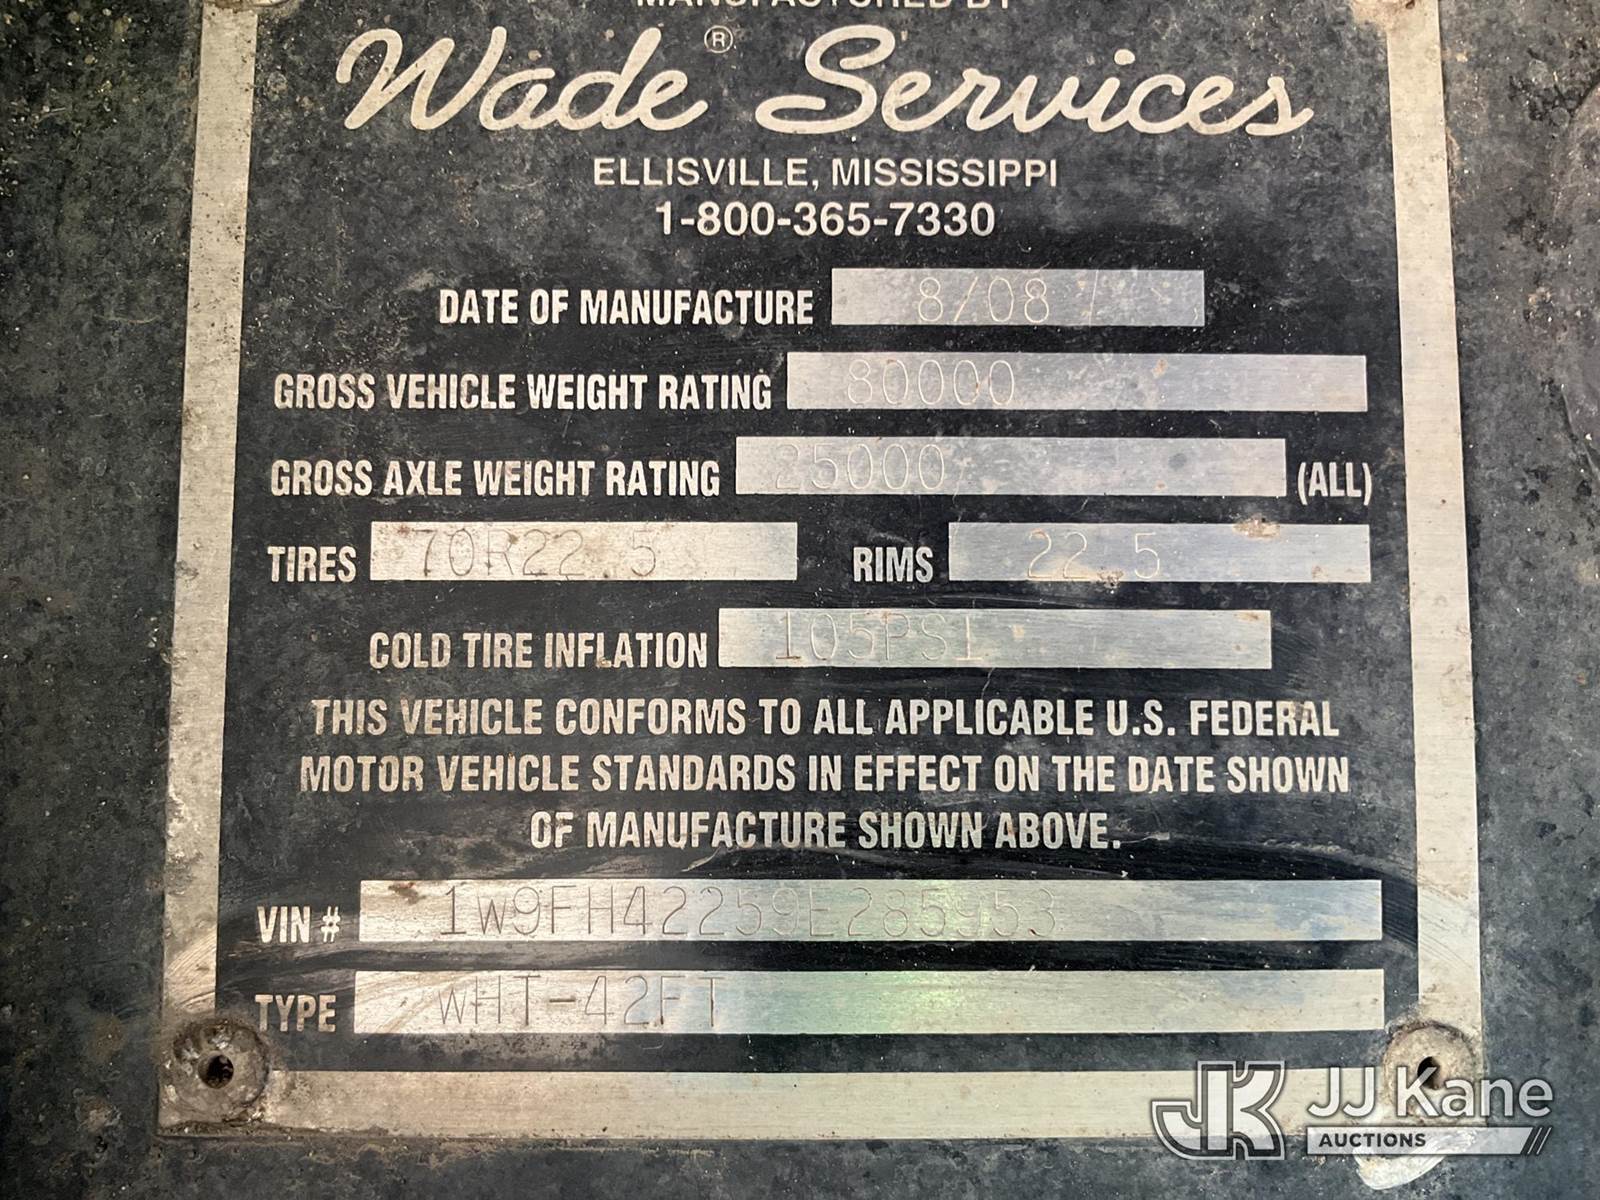 MANUFACTURED BY
Wade® Services
ELLISVILLE, MISSISSIPPI
1-800-365-7330
DATE OF MANUFACTURE 8/08
GROSS VEHICLE WEIGHT RATING 80000
GROSS AXLE WEIGHT RATING 25000 (ALL)
TIRES 70R22.5 RIMS 22.5
COLD TIRE INFLATION 105PSI
THIS VEHICLE CONFORMS TO ALL APPLICABLE U.S. FEDERAL
MOTOR VEHICLE STANDARDS IN EFFECT ON THE DATE SHOWN
OF MANUFACTURE SHOWN ABOVE.
VIN # 1W9FH42259E285953
TYPE WHT-42FT
JK JJ Kane
AUCTIONS